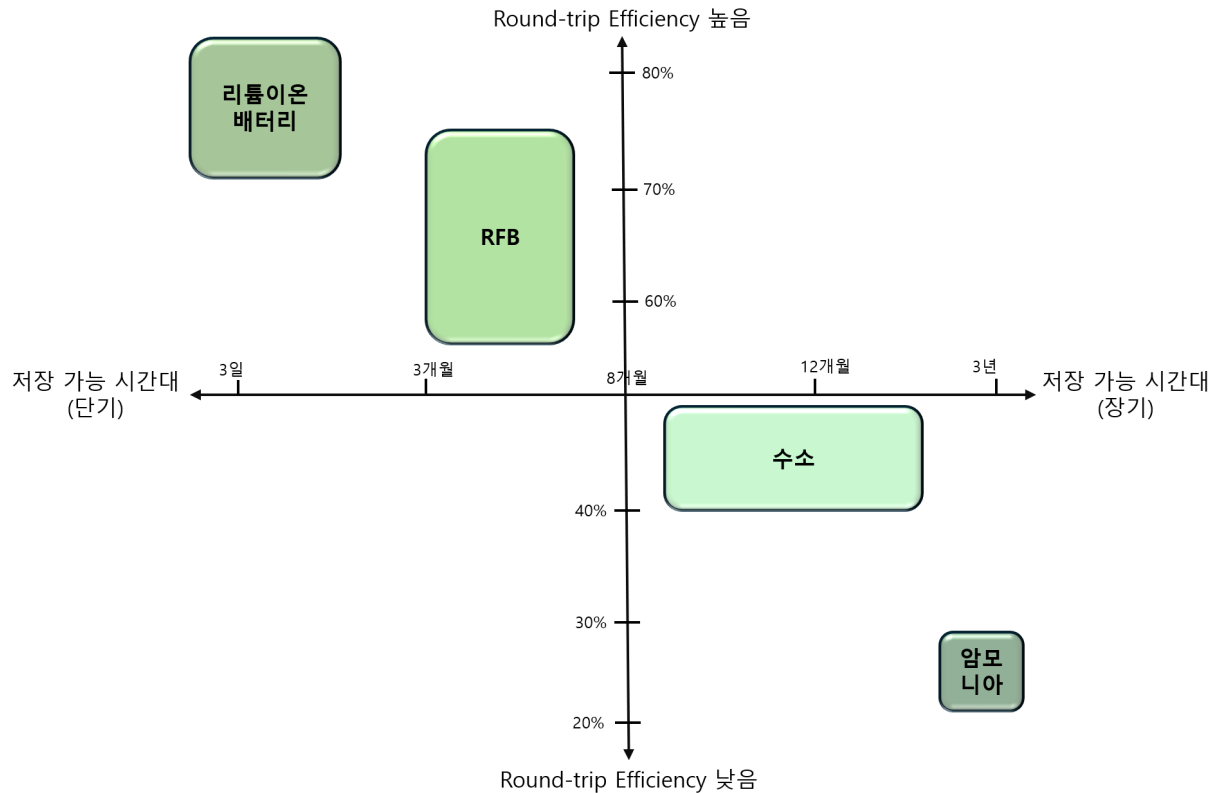 Round-trip Efficiency 높음
80%
리튬이온
배터리
70%
RFB
60%
3일
3개월
8개월
12개월
3년
저장 가능 시간대
(단기)
저장 가능 시간대
(장기)
수소
40%
30%
암모
니아
20%
Round-trip Efficiency 낮음